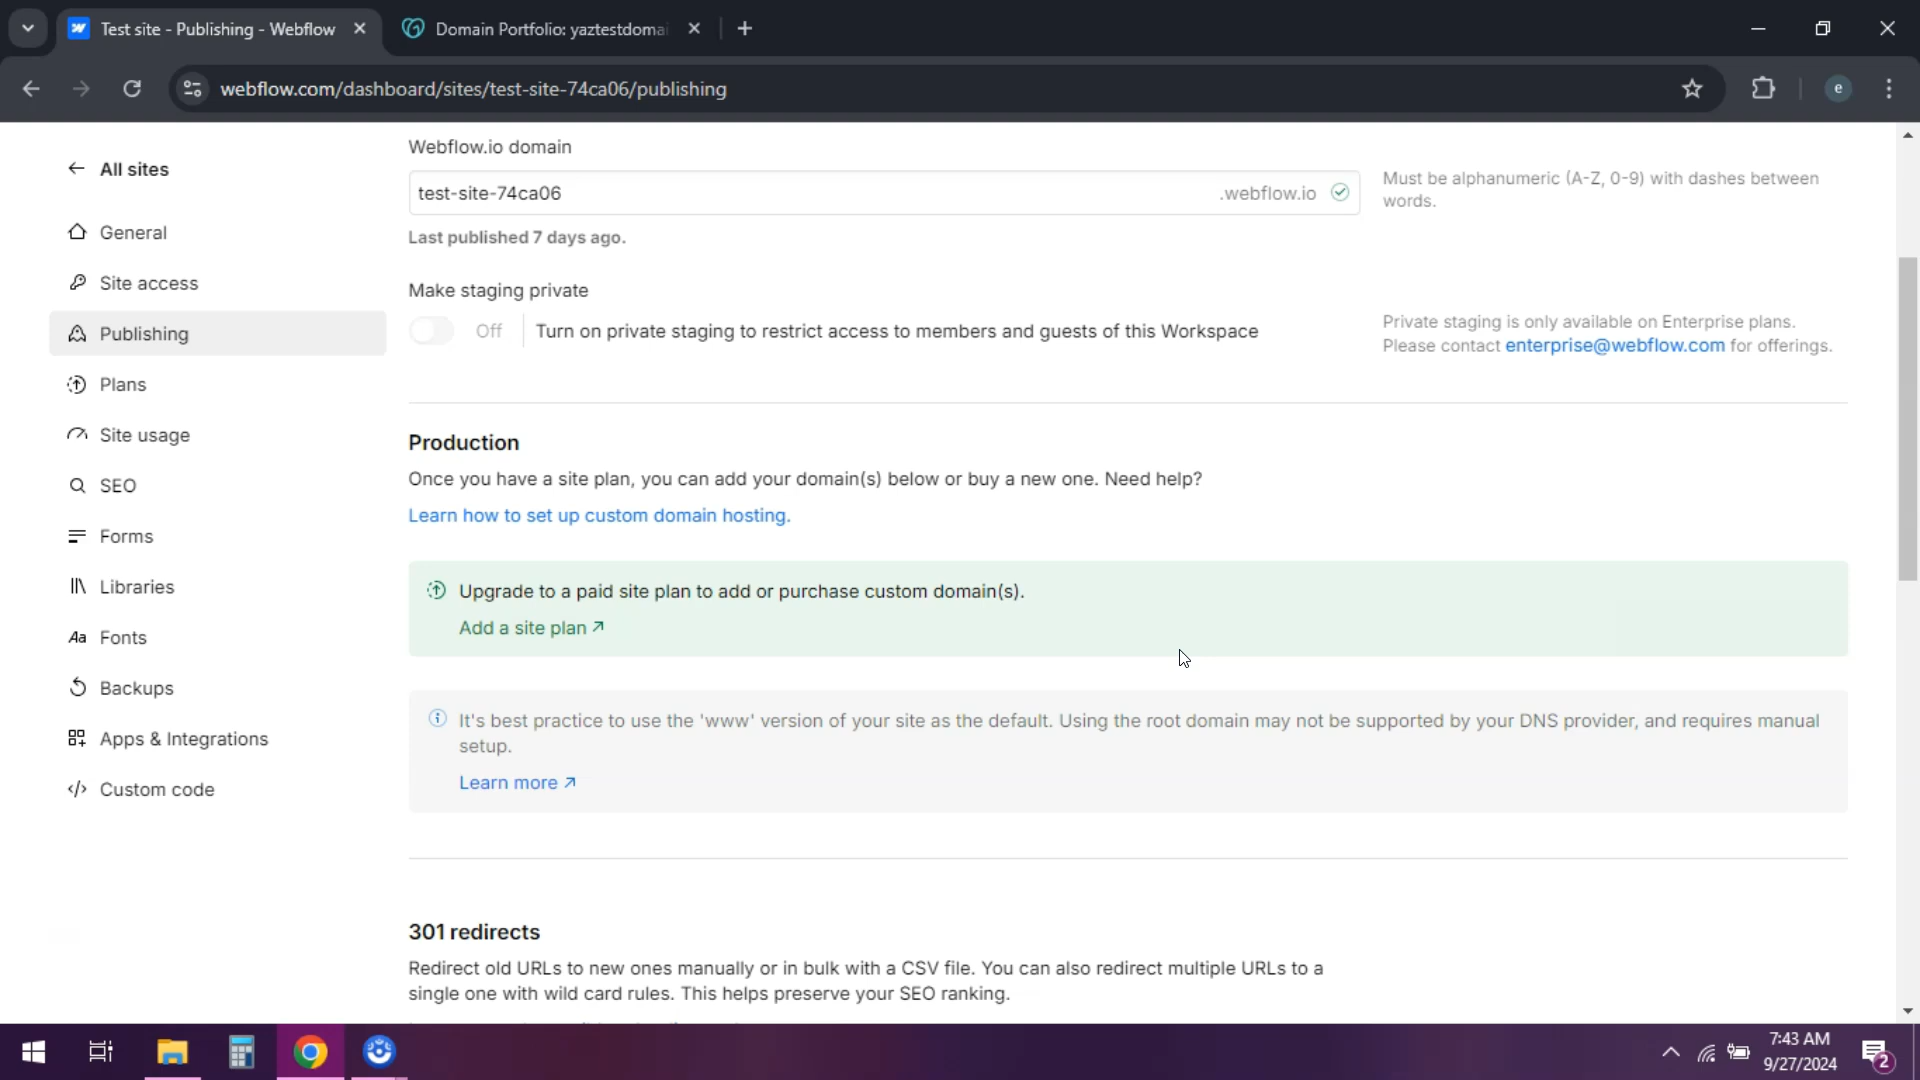 Test site - Publishing - Webflow
Domain Portfolio: yaztestdomai
webflow.com/dashboard/sites/test-site-74ca06/publishing
e
All sites
General
Site access
Publishing
Plans
Site usage
SEO
Forms
Libraries
Aa Fonts
Backups
Apps & Integrations
</> Custom code
Webflow.io domain
test-site-74ca06 .webflow.io
Must be alphanumeric (A-Z, 0-9) with dashes between
words.
Last published 7 days ago.
Make staging private
Off Turn on private staging to restrict access to members and guests of this Workspace
Private staging is only available on Enterprise plans.
Please contact enterprise@webflow.com for offerings.
Production
Once you have a site plan, you can add your domain(s) below or buy a new one. Need help?
Learn how to set up custom domain hosting.
Upgrade to a paid site plan to add or purchase custom domain(s).
Add a site plan ↗
It's best practice to use the 'www' version of your site as the default. Using the root domain may not be supported by your DNS provider, and requires manual
setup.
Learn more ↗
301 redirects
Redirect old URLs to new ones manually or in bulk with a CSV file. You can also redirect multiple URLs to a
single one with wild card rules. This helps preserve your SEO ranking.
7:43 AM
9/27/2024
2